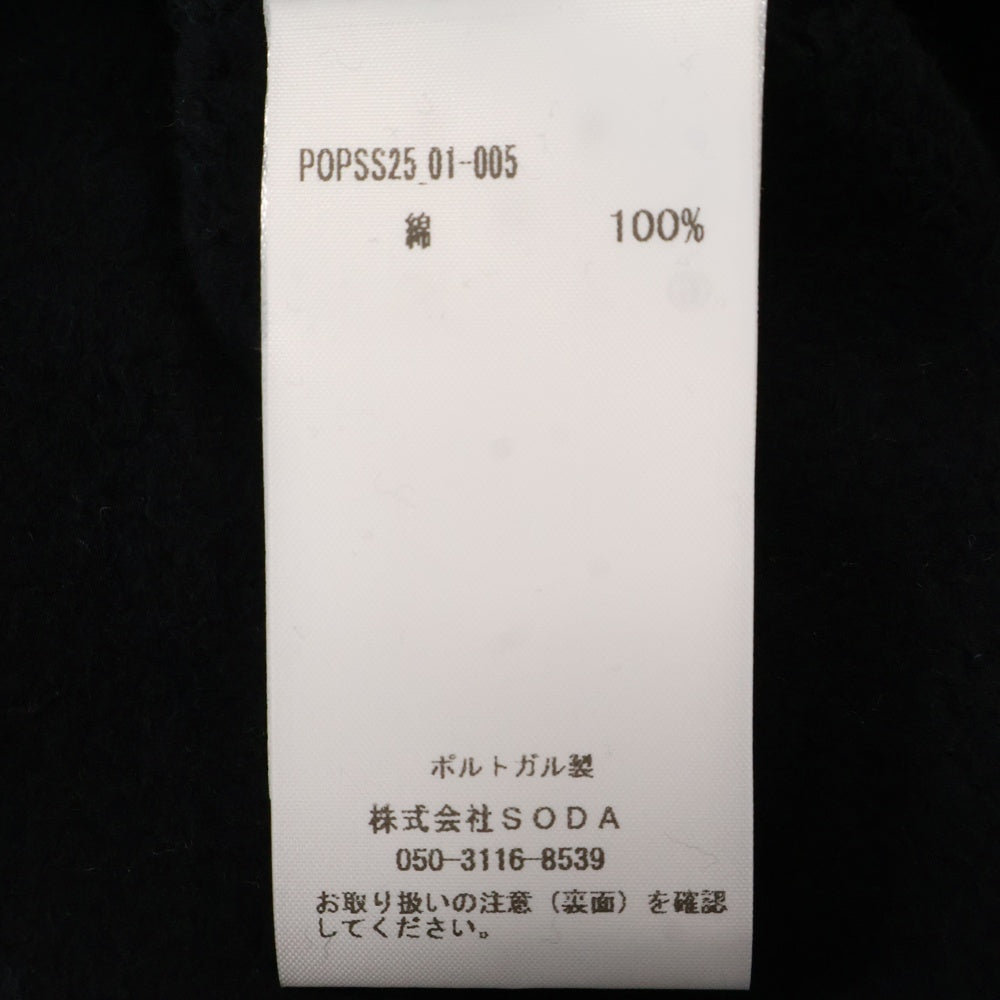 POPSS25_01-005
綿 100%
ポルトガル製
株式会社SODA
050-3116-8539
お取り扱いの注意（裏面）を確認
してください。